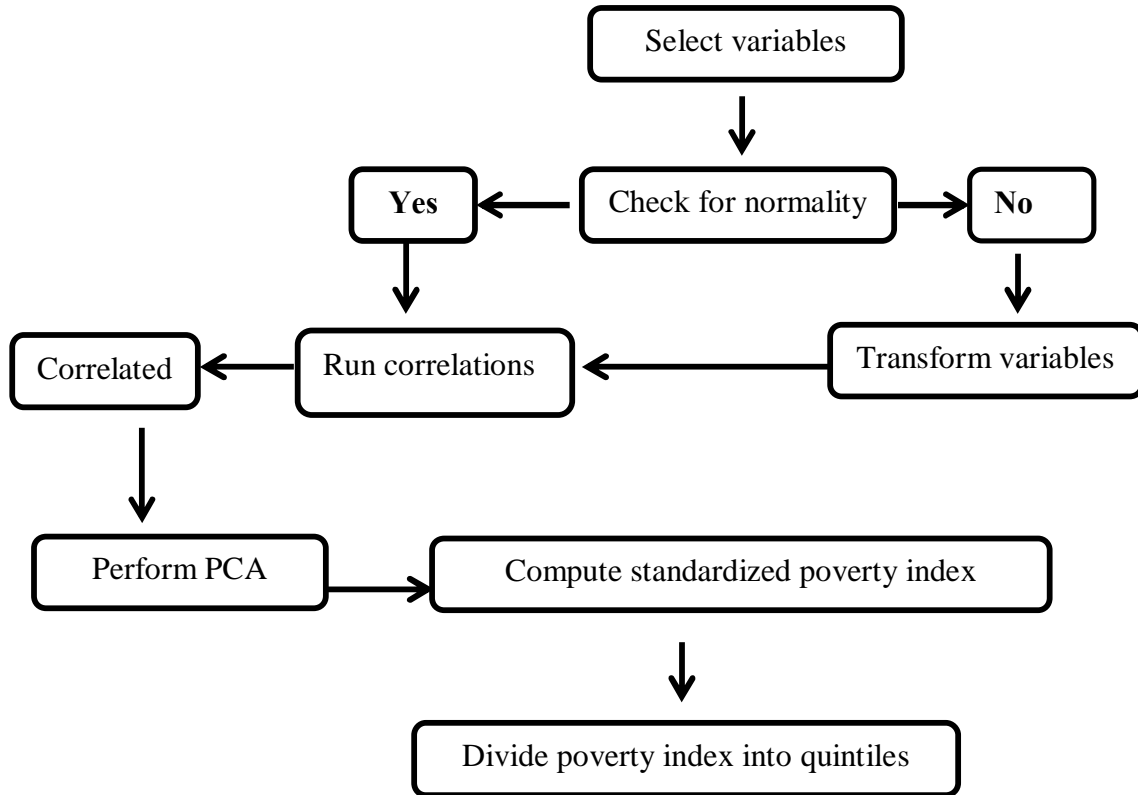 Select variables
Yes
Check for normality
No
Correlated
Run correlations
Transform variables
Perform PCA
Compute standardized poverty index
Divide poverty index into quintiles